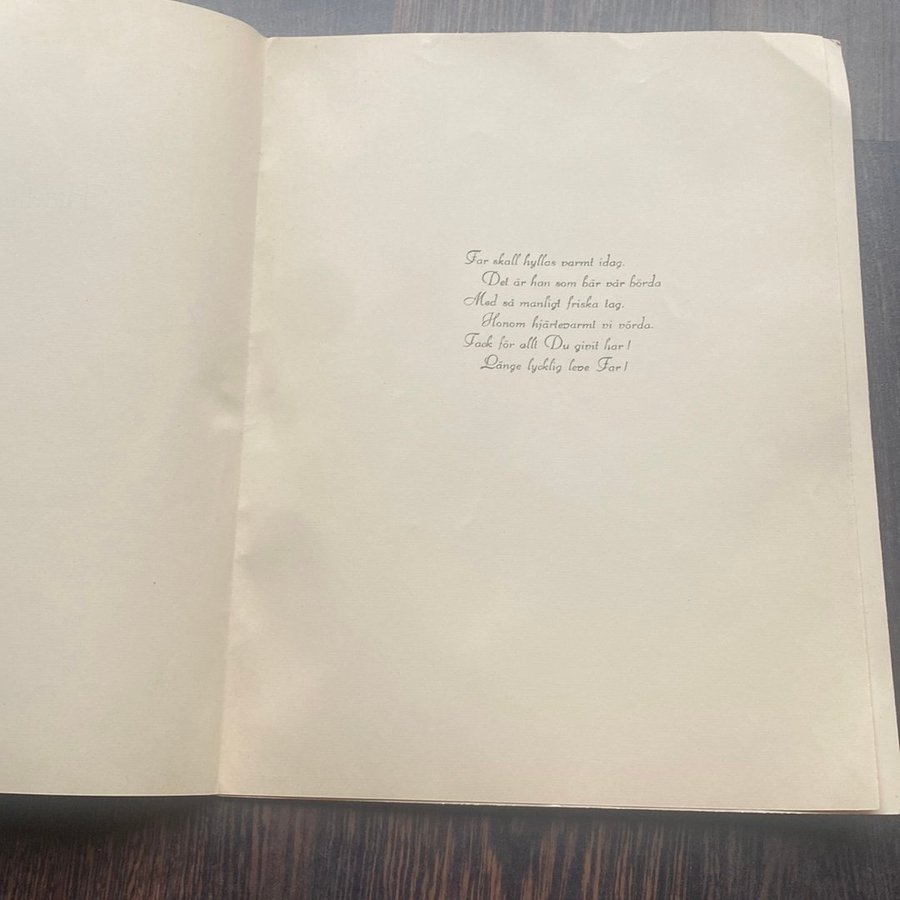 Far skall hyllas varmt idag.
Det är han som bär vår börda
Med så manligt friska tag.
Honom hjärtevarmt vi vörda.
Tack för allt Du givit har!
Länge lycklig leve Far!